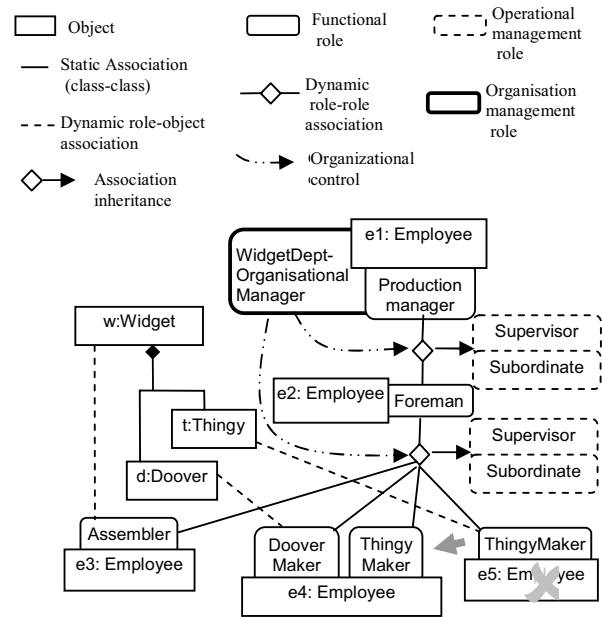 Object
Functional
role
Operational
management
role
Static Association
(class-class)
Dynamic
role-role
association
Organisation
management
role
Dynamic role-object
association
Organizational
control
Association
inheritance
e1: Employee
WidgetDept-
Organisational
Manager
Production
manager
w:Widget
Supervisor
Subordinate
e2: Employee
Foreman
t:Thingy
Supervisor
Subordinate
d:Doover
Assembler
e3: Employee
Doover
Maker
Thingy
Maker
e4: Employee
ThingyMaker
e5: Employee